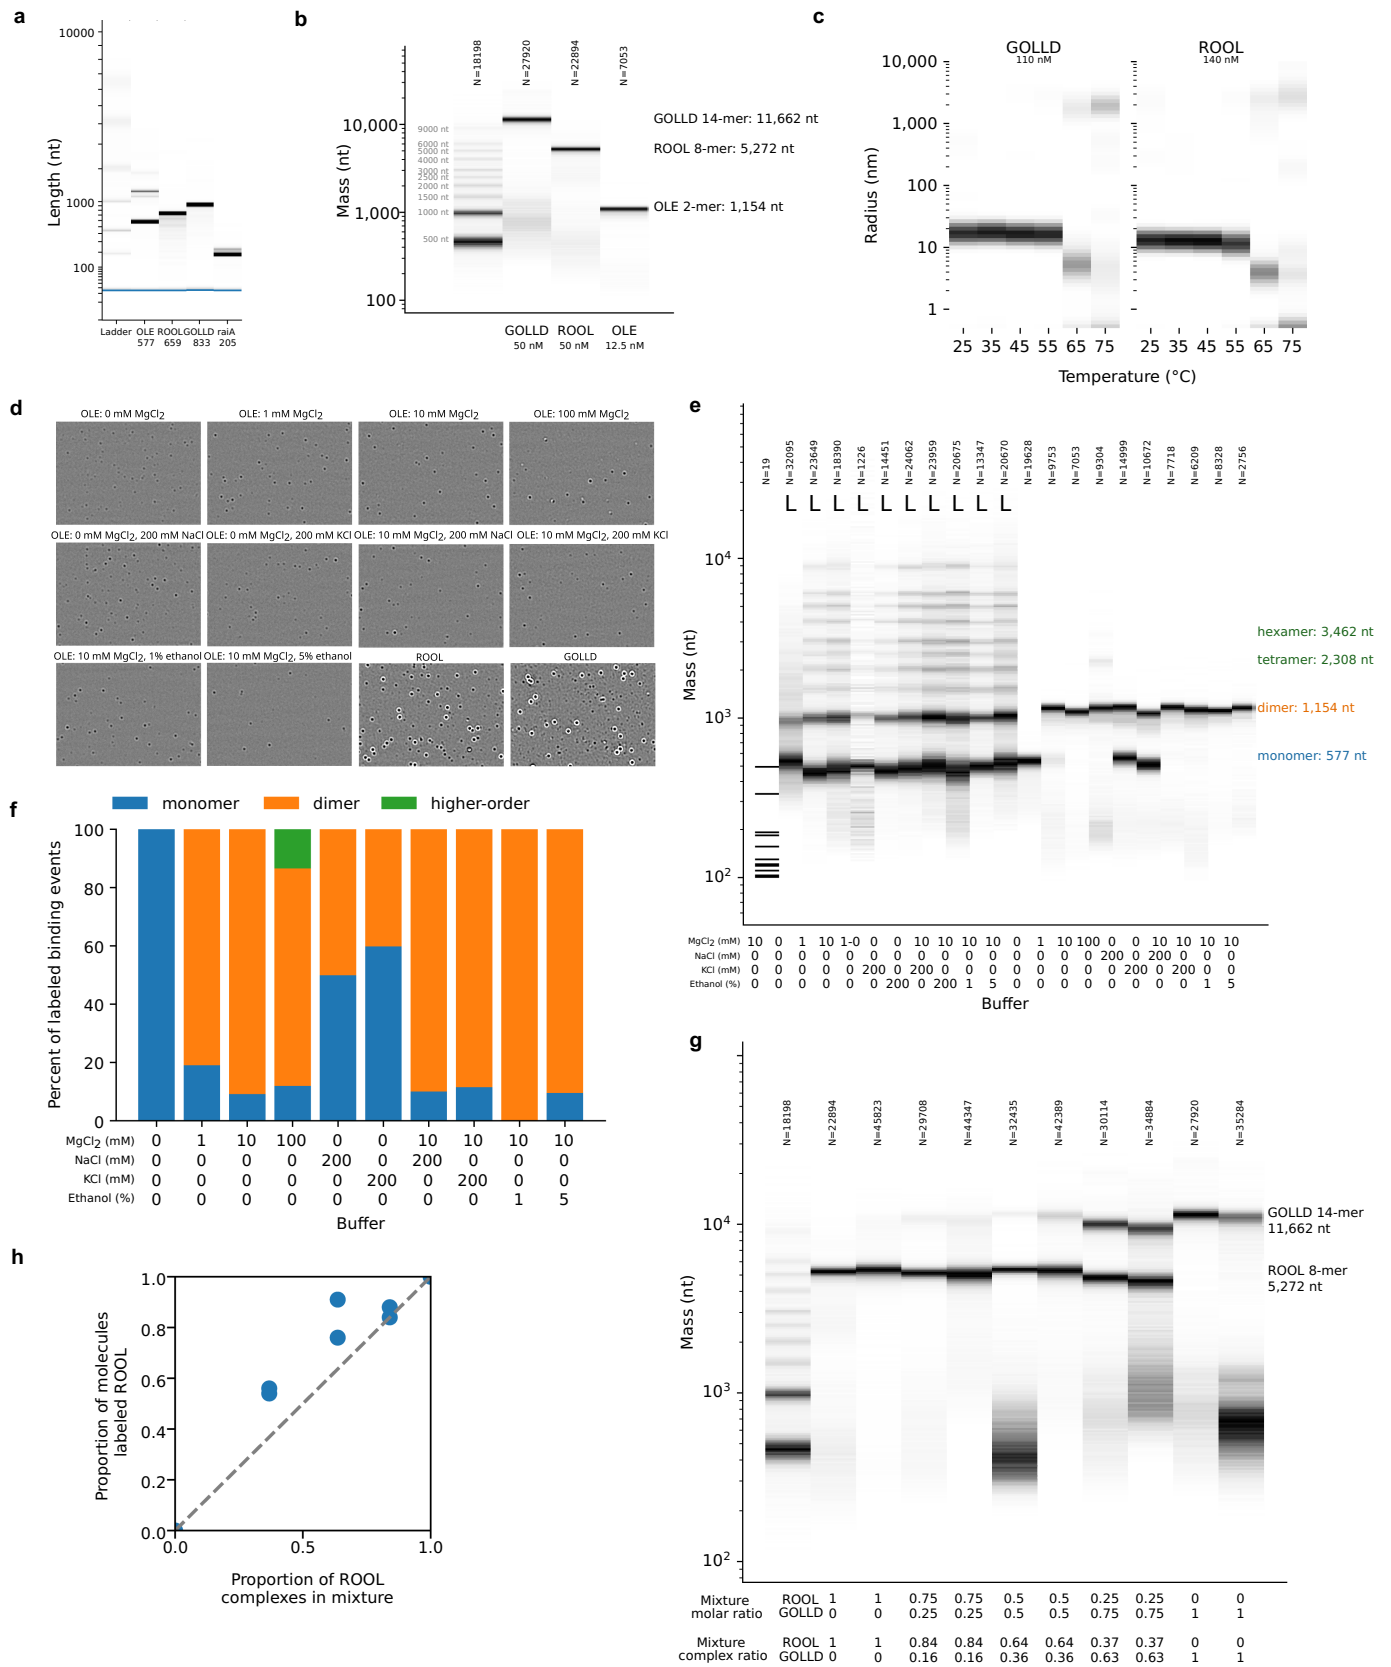 a
10000
1000
100
Length (nt)
Ladder OLE ROOL GOLLD raiA
577 659 833 205
b
N=18198 N=27920 N=22894 N=7053
10,000
1,000
100
Mass (nt)
9000 nt
6000 nt
5000 nt
4000 nt
3000 nt
2500 nt
2000 nt
1500 nt
1000 nt
500 nt
GOLLD 14-mer: 11,662 nt
ROOL 8-mer: 5,272 nt
OLE 2-mer: 1,154 nt
GOLLD ROOL OLE
50 nM 50 nM 12.5 nM
c
GOLLD ROOL
110 nM 140 nM
10,000
1,000
100
10
1
Radius (nm)
25 35 45 55 65 75 25 35 45 55 65 75
Temperature (°C)
d
OLE: 0 mM MgCl2 OLE: 1 mM MgCl2 OLE: 10 mM MgCl2 OLE: 100 mM MgCl2
OLE: 0 mM MgCl2, 200 mM NaCl OLE: 0 mM MgCl2, 200 mM KCl OLE: 10 mM MgCl2, 200 mM NaCl OLE: 10 mM MgCl2, 200 mM KCl
OLE: 10 mM MgCl2, 1% ethanol OLE: 10 mM MgCl2, 5% ethanol ROOL GOLLD
e
N=19 N=32095 N=23649 N=18390 N=1226 N=14451 N=24062 N=23959 N=20675 N=13347 N=20670 N=19628 N=9753 N=7053 N=9304 N=14999 N=10672 N=7718 N=6209 N=8328 N=2756
L L L L L L L L L L
10⁴
10³
10²
Mass (nt)
hexamer: 3,462 nt
tetramer: 2,308 nt
dimer: 1,154 nt
monomer: 577 nt
MgCl2 (mM) 10 0 1 10 1-0 0 0 10 10 10 0 1 10 100 0 0 10 10 10 10
NaCl (mM) 0 0 0 0 0 0 200 0 0 0 0 0 0 0 0 200 0 200 0 0 0
KCl (mM) 0 0 0 0 0 200 0 200 0 0 0 0 0 0 0 200 0 200 0 0
Ethanol (%) 0 0 0 0 0 0 200 0 200 1 5 0 0 0 0 0 0 0 0 1 5
Buffer
f
monomer dimer higher-order
100
80
60
40
20
0
Percent of labeled binding events
MgCl2 (mM) 0 1 10 100 0 0 10 10 10 10
NaCl (mM) 0 0 0 0 200 0 200 0 0 0
KCl (mM) 0 0 0 0 0 200 0 200 0 0
Ethanol (%) 0 0 0 0 0 0 0 0 1 5
Buffer
g
N=18198 N=22894 N=45823 N=29708 N=44347 N=32435 N=42389 N=30114 N=34884 N=27920 N=35284
10⁴
10³
10²
Mass (nt)
GOLLD 14-mer
11,662 nt
ROOL 8-mer
5,272 nt
Mixture ROOL 1 1 0.75 0.75 0.5 0.5 0.25 0.25 0 0
molar ratio GOLLD 0 0 0.25 0.25 0.5 0.5 0.75 0.75 1 1
Mixture ROOL 1 1 0.84 0.84 0.64 0.64 0.37 0.37 0 0
complex ratio GOLLD 0 0 0.16 0.16 0.36 0.36 0.63 0.63 1 1
h
1.0
0.8
0.6
0.4
0.2
0.0
Proportion of molecules
labeled ROOL
0.0 0.5 1.0
Proportion of ROOL
complexes in mixture